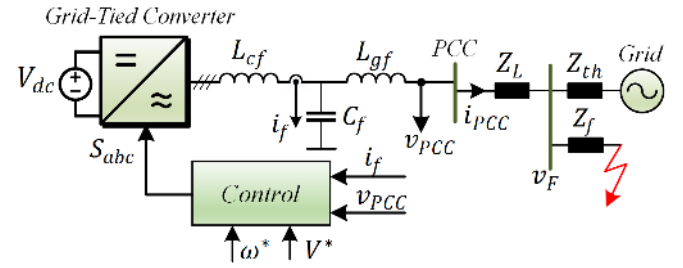 Grid-Tied Converter
V_dc
=
≈
L_cf
L_gf
PCC
Z_L
Z_th
Grid
i_f
C_f
v_PCC
i_PCC
Z_f
v_F
S_abc
Control
i_f
v_PCC
ω*
V*